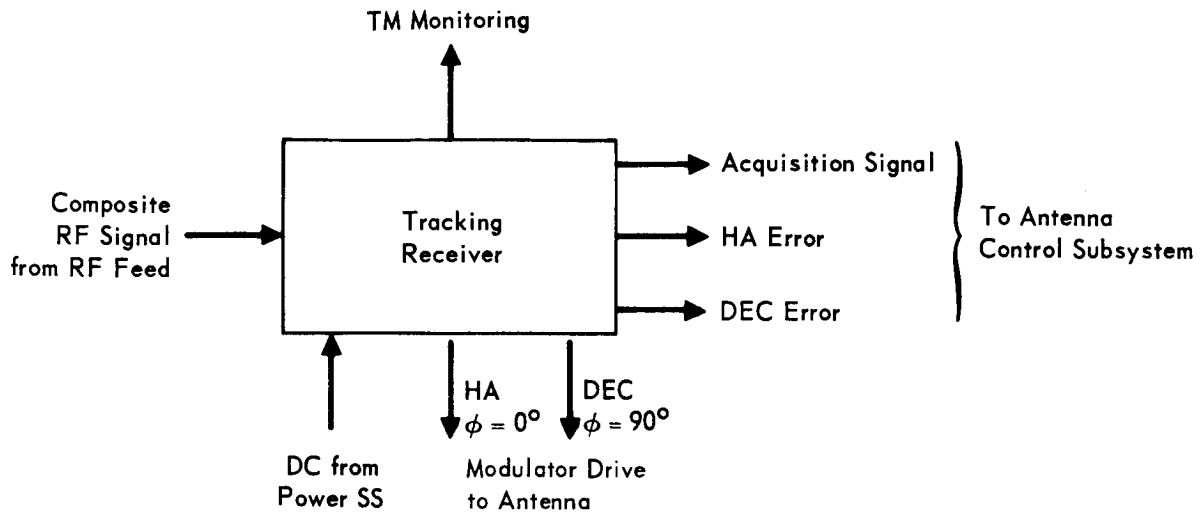 TM Monitoring
Composite
RF Signal
from RF Feed
Tracking
Receiver
Acquisition Signal
HA Error
DEC Error
To Antenna
Control Subsystem
HA
ϕ = 0°
DEC
ϕ = 90°
DC from
Power SS
Modulator Drive
to Antenna